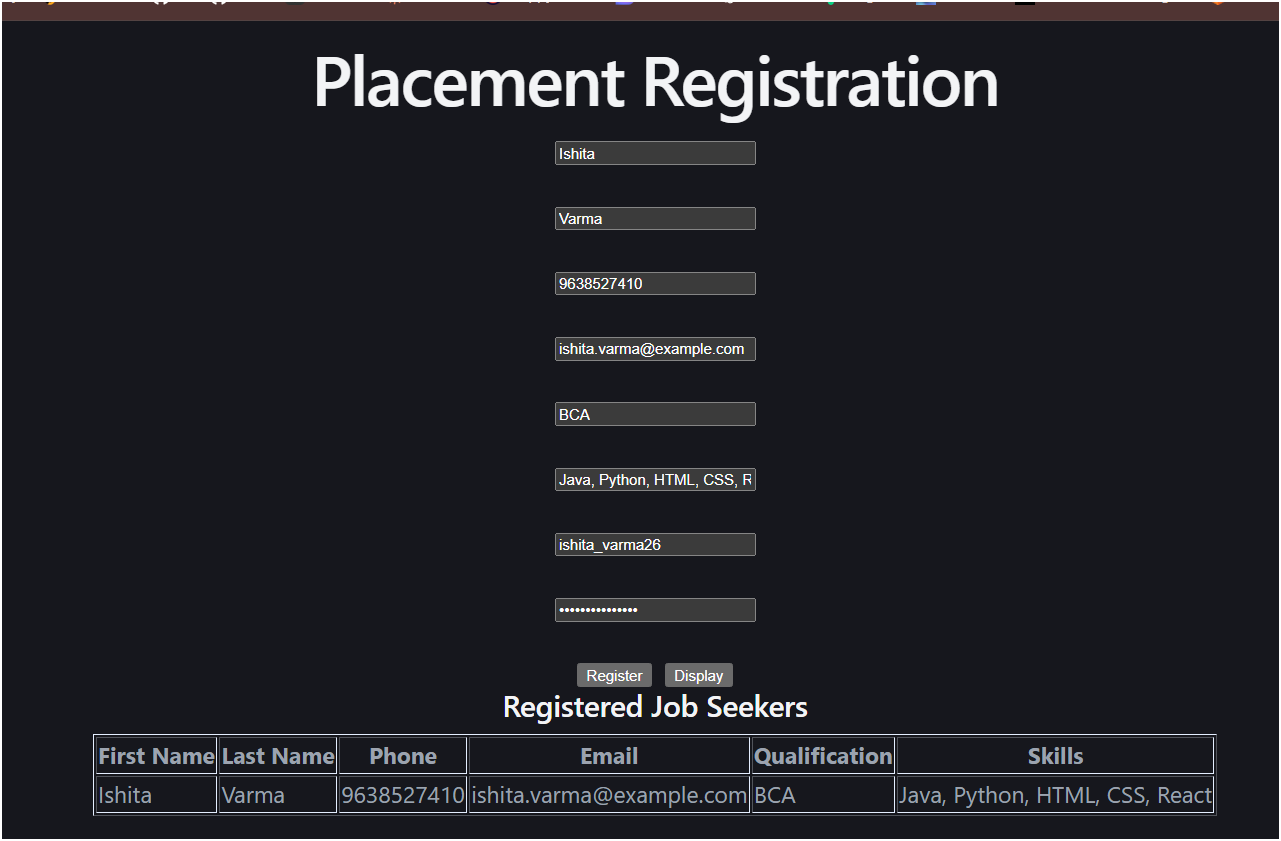 Placement Registration
Ishita
Varma
9638527410
ishita.varma@example.com
BCA
Java, Python, HTML, CSS, R
ishita_varma26
•••••••••••••••
Register Display
Registered Job Seekers
First Name Last Name Phone Email Qualification Skills
Ishita Varma 9638527410 ishita.varma@example.com BCA Java, Python, HTML, CSS, React